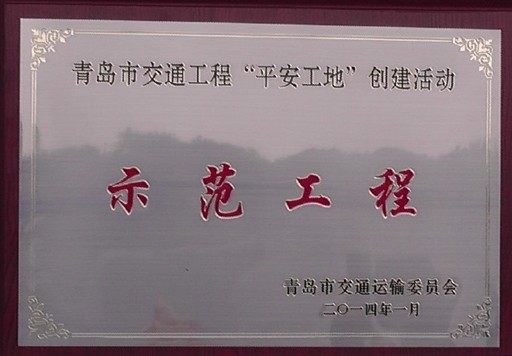 青岛市交通工程“平安工地”创建活动
示范工程
青岛市交通运输委员会
二〇一四年一月